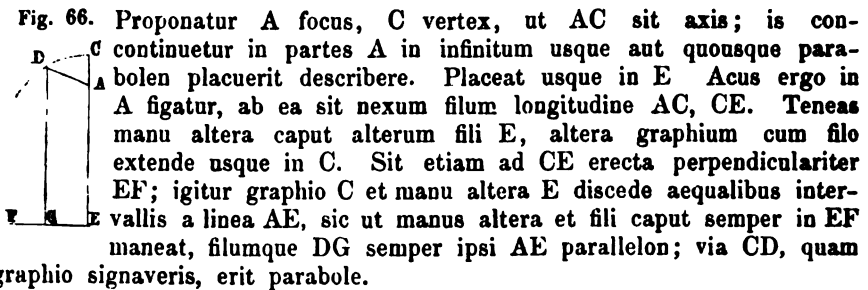 Fig. 66. Proponatur A focus, C vertex, ut AC sit axis; is con-
continuetur in partes A in infinitum usque aut quousque para-
bolen placuerit describere. Placeat usque in E Acus ergo in
A figatur, ab ea sit nexum filum longitudine AC, CE. Teneas
manu altera caput alterum fili E, altera graphium cum filo
extende usque in C. Sit etiam ad CE erecta perpendiculariter
EF; igitur graphio C et manu altera E discede aequalibus inter-
vallis a linea AE, sic ut manus altera et fili caput semper in EF
maneat, filumque DG semper ipsi AE parallelon; via CD, quam
graphio signaveris, erit parabole.
C
D
A
F G E